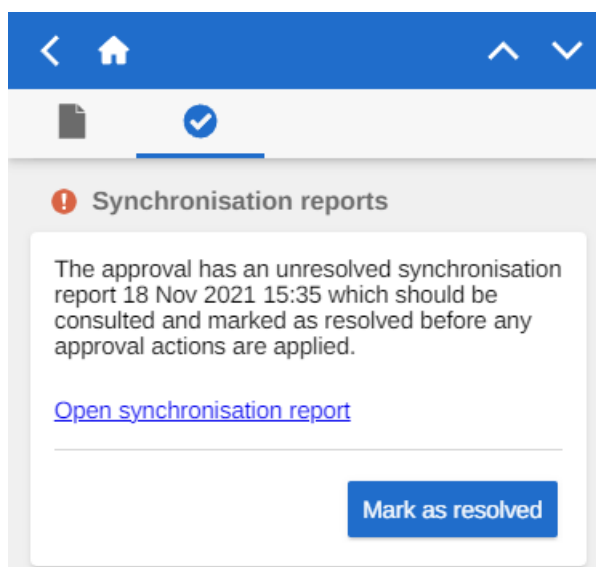 Synchronisation reports
The approval has an unresolved synchronisation
report 18 Nov 2021 15:35 which should be
consulted and marked as resolved before any
approval actions are applied.
Open synchronisation report
Mark as resolved